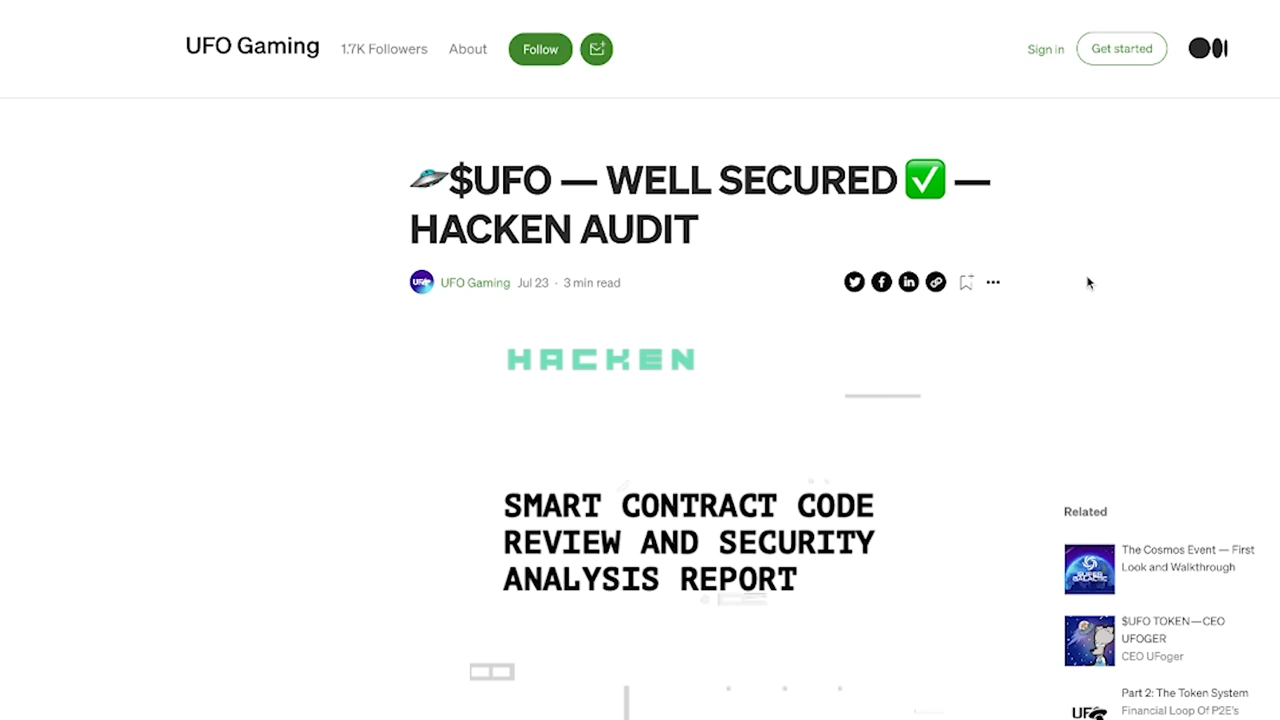 UFO Gaming 1.7K Followers About Follow Sign in Get started
🛸$UFO — WELL SECURED ✅ —
HACKEN AUDIT
UFO Gaming Jul 23 · 3 min read
HACKEN
SMART CONTRACT CODE
REVIEW AND SECURITY
ANALYSIS REPORT
Related
The Cosmos Event — First
Look and Walkthrough
SUPER
GALACTIC
$UFO TOKEN — CEO
UFOGER
CEO UFoger
Part 2: The Token System
Financial Loop Of P2E's